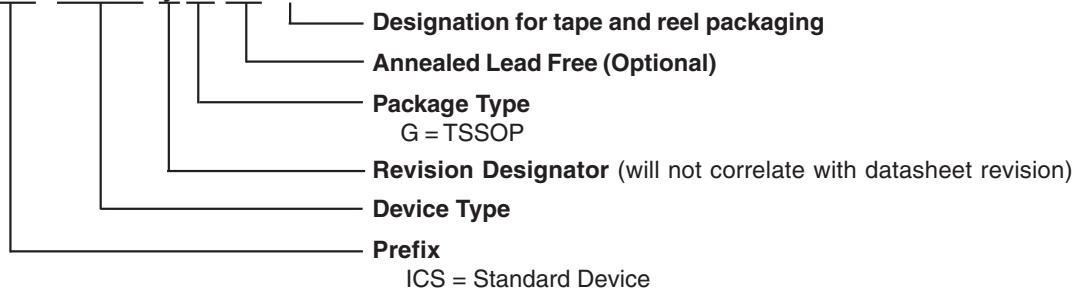 Designation for tape and reel packaging
Annealed Lead Free (Optional)
Package Type
G = TSSOP
Revision Designator (will not correlate with datasheet revision)
Device Type
Prefix
ICS = Standard Device